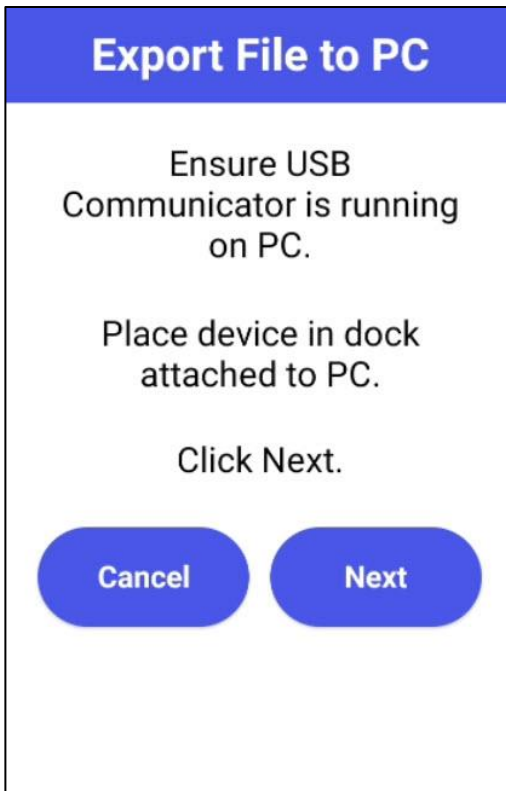 Export File to PC
Ensure USB
Communicator is running
on PC.
Place device in dock
attached to PC.
Click Next.
Cancel Next